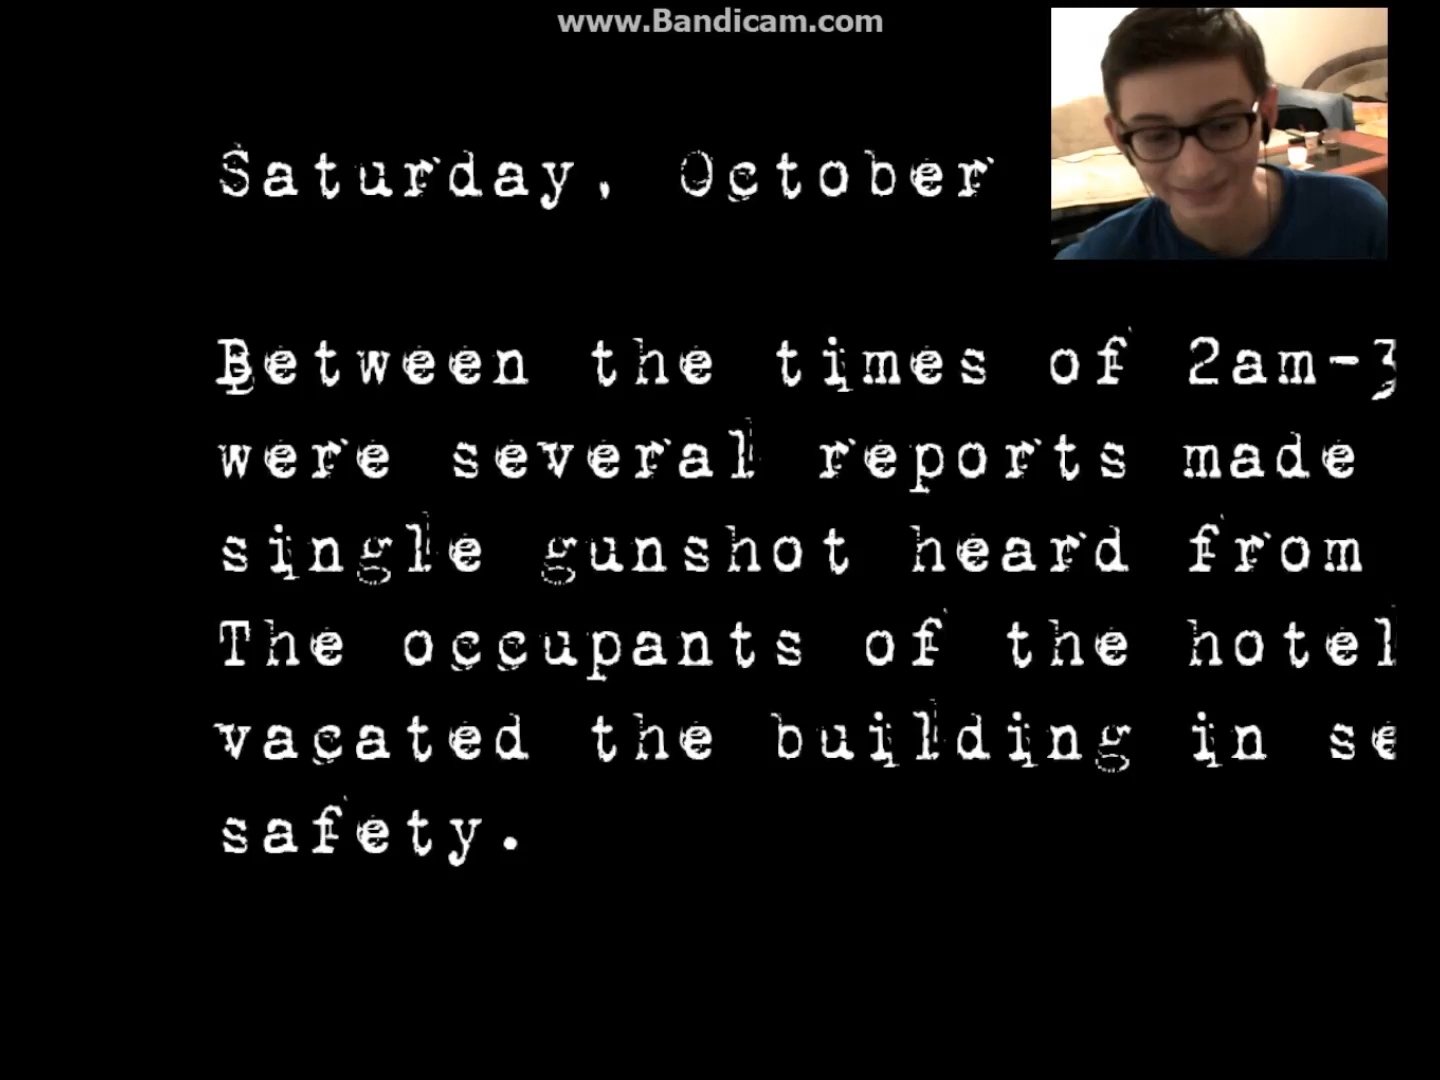 www.Bandicam.com
Saturday, October
Between the times of 2am-3
were several reports made
single gunshot heard from
The occupants of the hotel
vacated the building in se
safety.